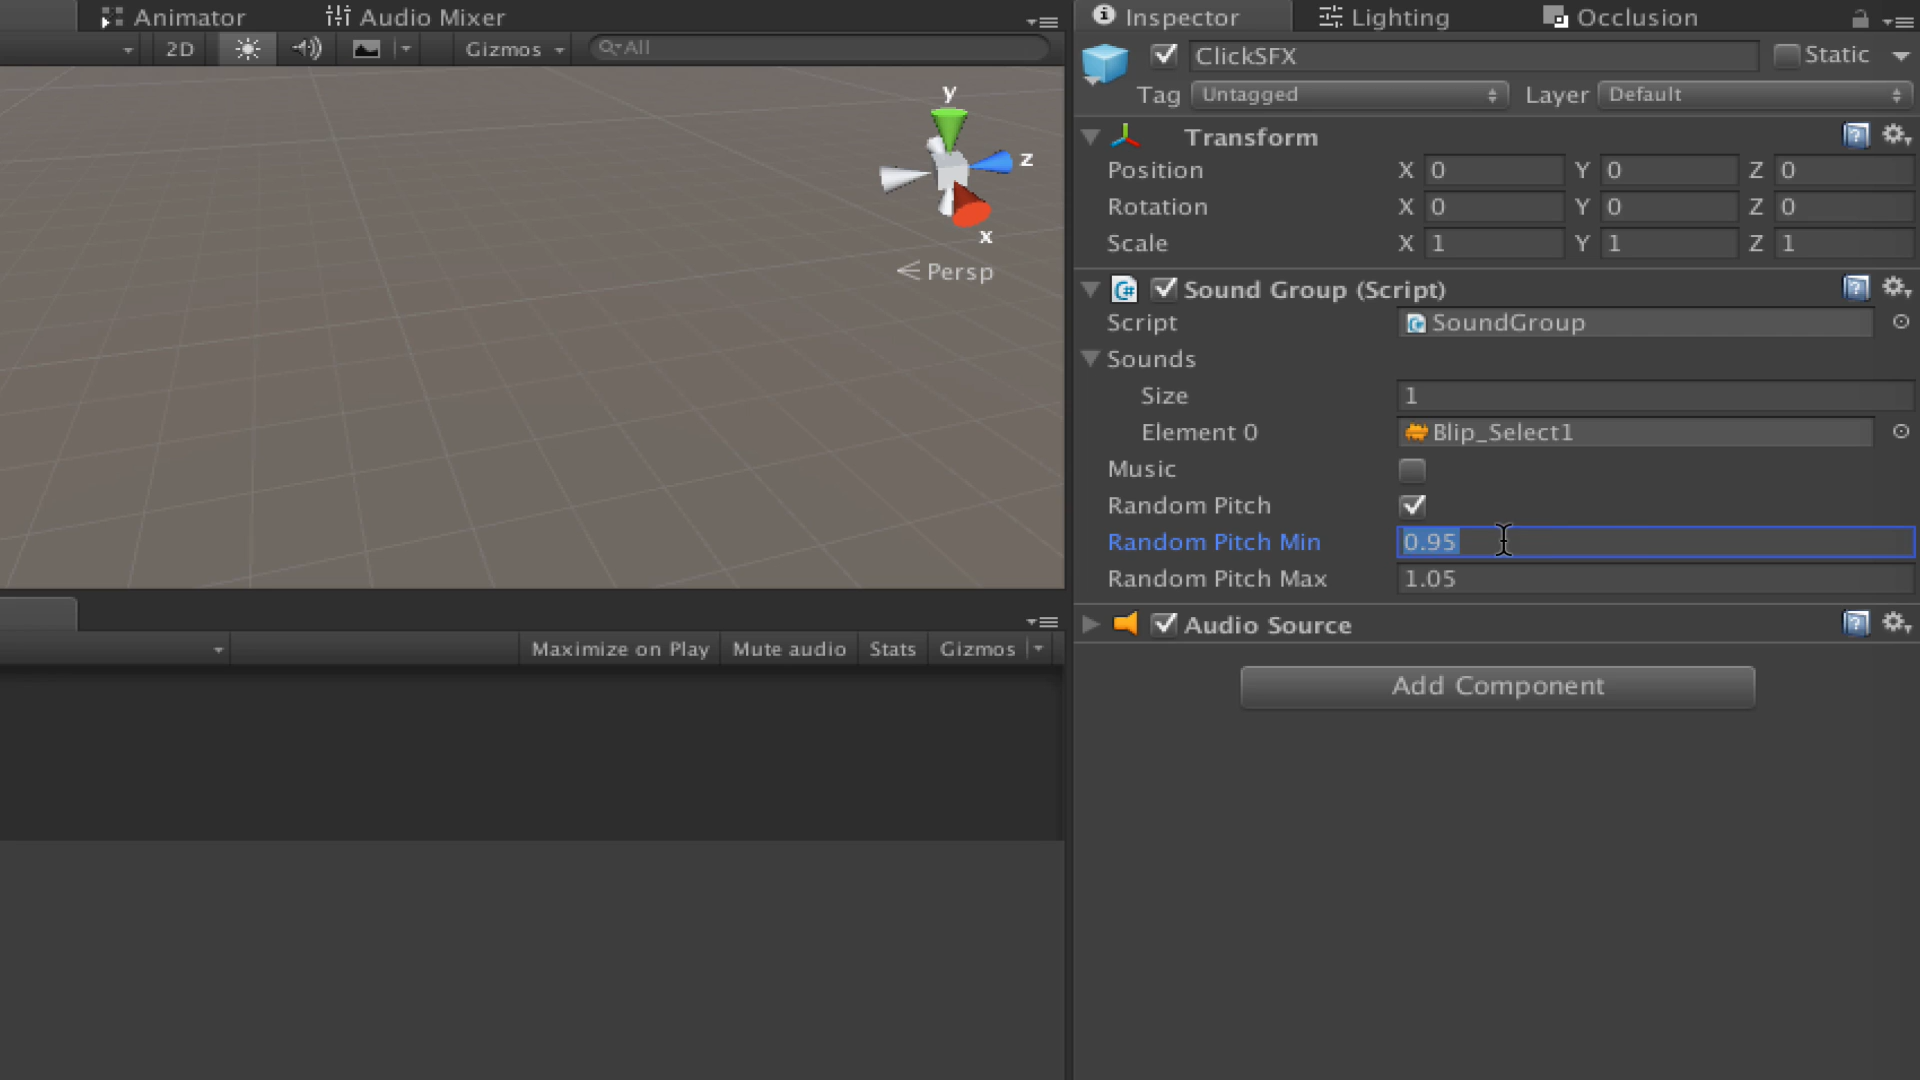 Animator Audio Mixer
2D Gizmos All
y
z
x
Persp
Maximize on Play Mute audio Stats Gizmos
Inspector Lighting Occlusion
ClickSFX Static
Tag Untagged Layer Default
Transform
Position X 0 Y 0 Z 0
Rotation X 0 Y 0 Z 0
Scale X 1 Y 1 Z 1
Sound Group (Script)
Script SoundGroup
Sounds
Size 1
Element 0 Blip_Select1
Music
Random Pitch
Random Pitch Min 0.95
Random Pitch Max 1.05
Audio Source
Add Component